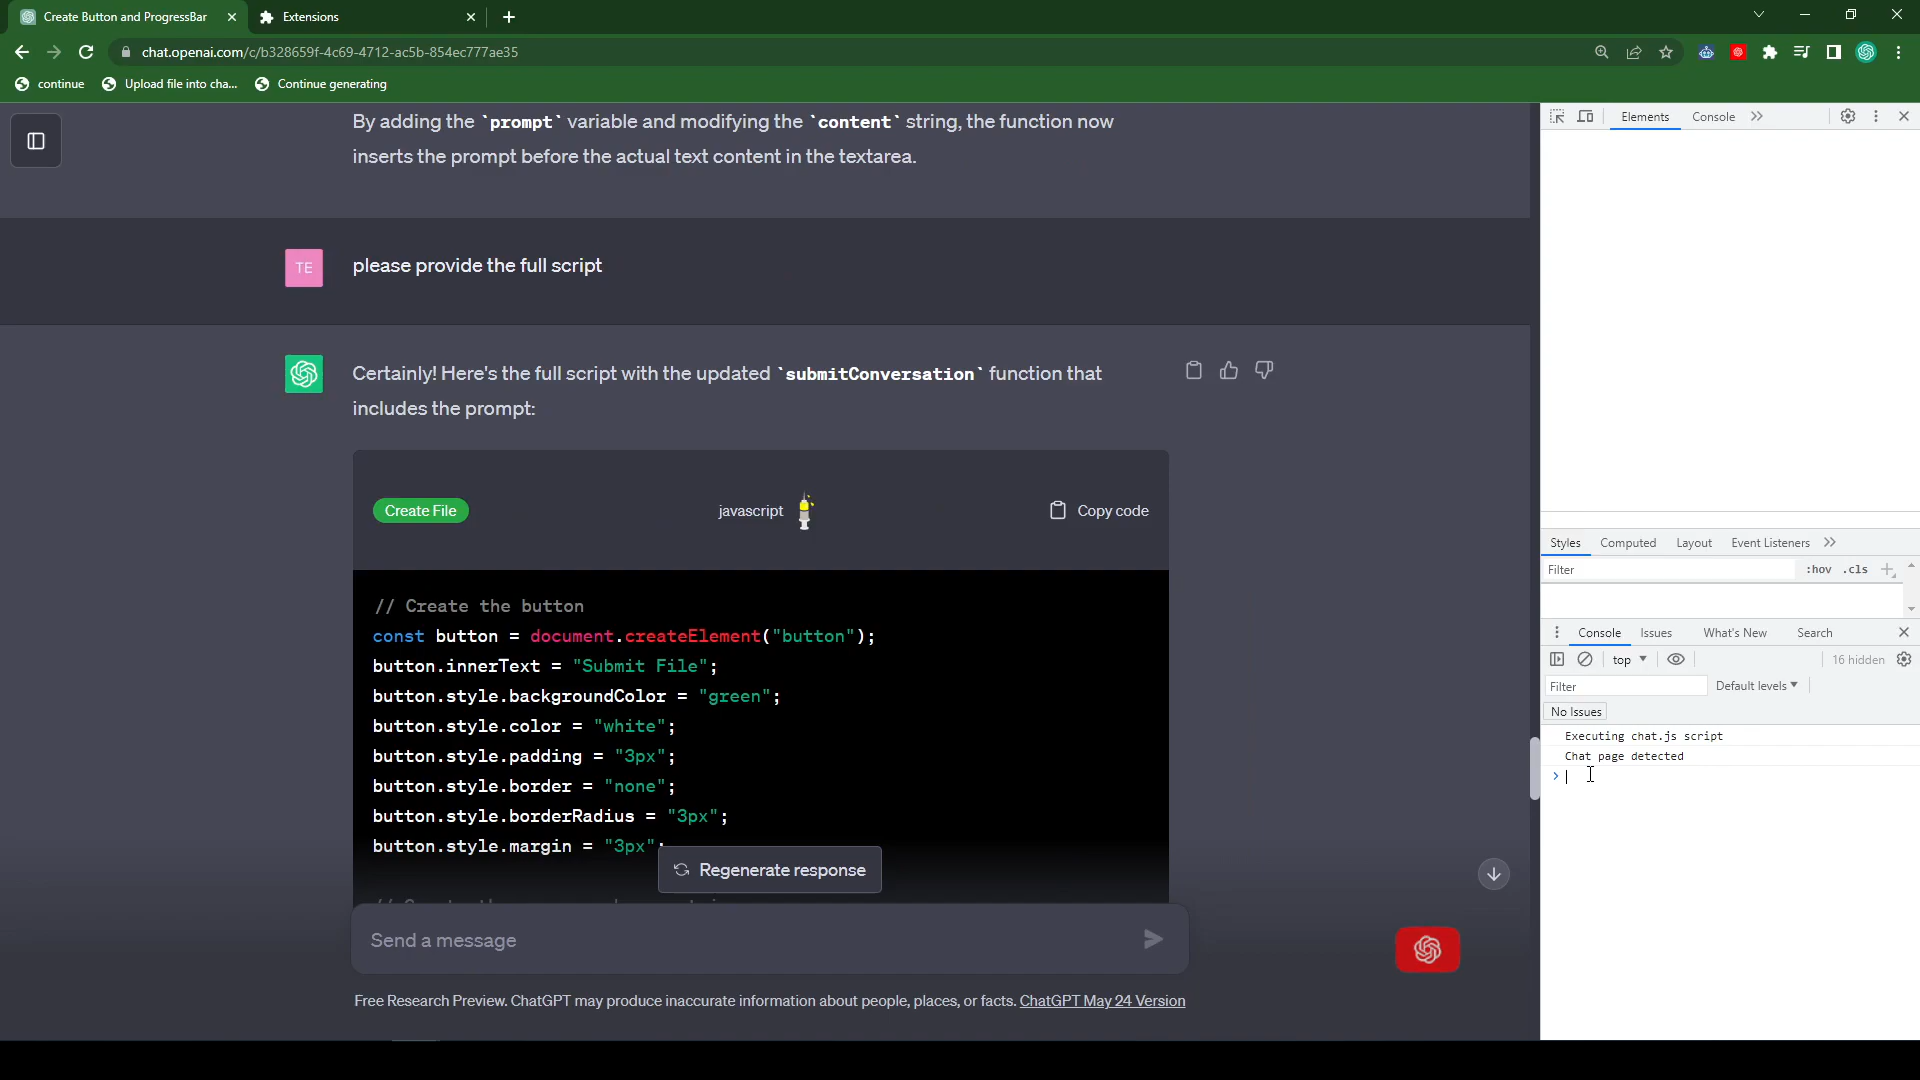 Create Button and ProgressBar
Extensions
chat.openai.com/c/b328659f-4c69-4712-ac5b-854ec777ae35
continue
Upload file into cha...
Continue generating
By adding the `prompt` variable and modifying the `content` string, the function now
inserts the prompt before the actual text content in the textarea.
TE
please provide the full script
Certainly! Here's the full script with the updated `submitConversation` function that
includes the prompt:
Create File
javascript
Copy code
// Create the button
const button = document.createElement("button");
button.innerText = "Submit File";
button.style.backgroundColor = "green";
button.style.color = "white";
button.style.padding = "3px";
button.style.border = "none";
button.style.borderRadius = "3px";
button.style.margin = "3px";
Regenerate response
Send a message
Free Research Preview. ChatGPT may produce inaccurate information about people, places, or facts. ChatGPT May 24 Version
Elements
Console
Styles
Computed
Layout
Event Listeners
Filter
:hov
.cls
Console
Issues
What's New
Search
top
16 hidden
Filter
Default levels
No Issues
Executing chat.js script
Chat page detected